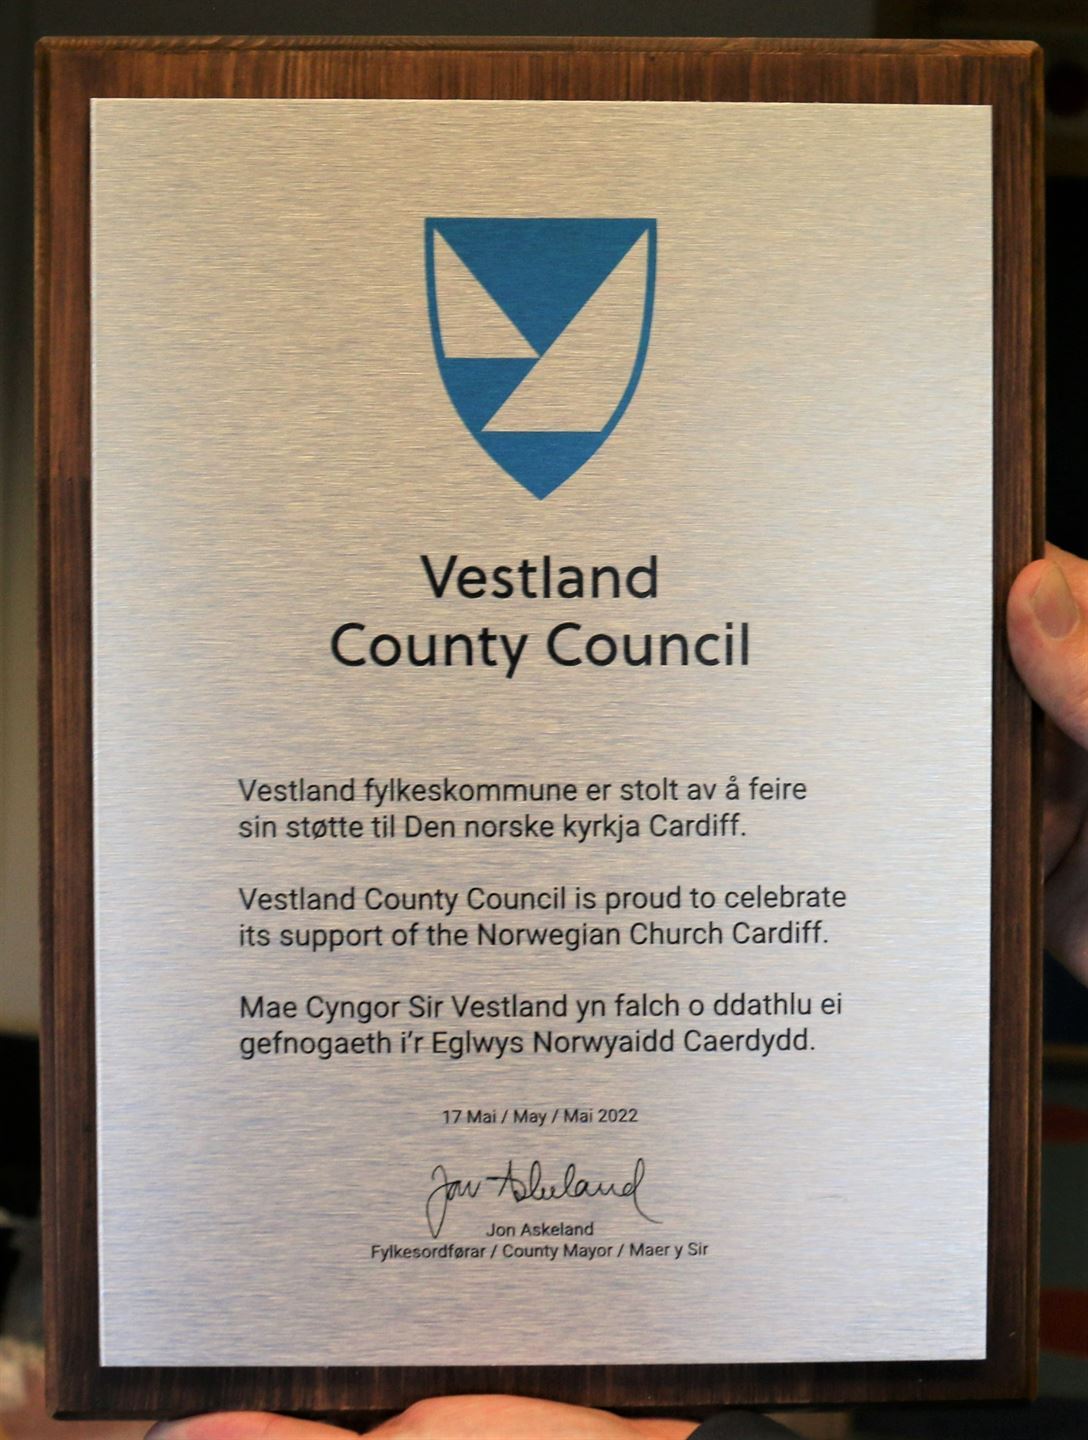 Vestland
County Council
Vestland fylkeskommune er stolt av å feire
sin støtte til Den norske kyrkja Cardiff.
Vestland County Council is proud to celebrate
its support of the Norwegian Church Cardiff.
Mae Cyngor Sir Vestland yn falch o ddathlu ei
gefnogaeth i'r Eglwys Norwyaidd Caerdydd.
17 Mai / May / Mai 2022
Jon Askeland
Jon Askeland
Fylkesordførar / County Mayor / Maer y Sir